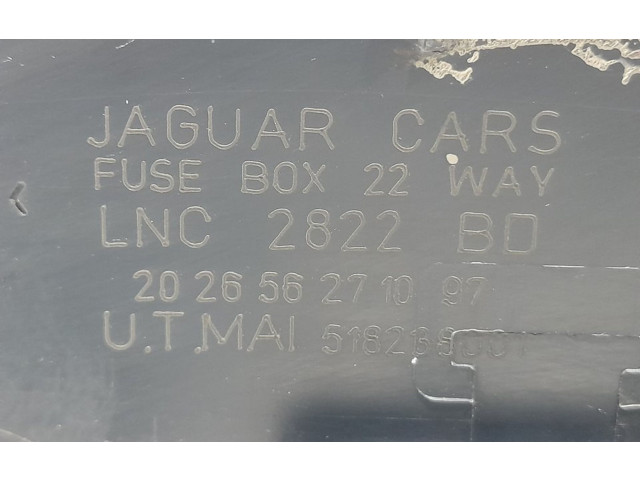 JAGUAR CARS
FUSE BOX 22 WAY
LNC 2822 BD
20 26 56 27 10 97
U.T.MAI